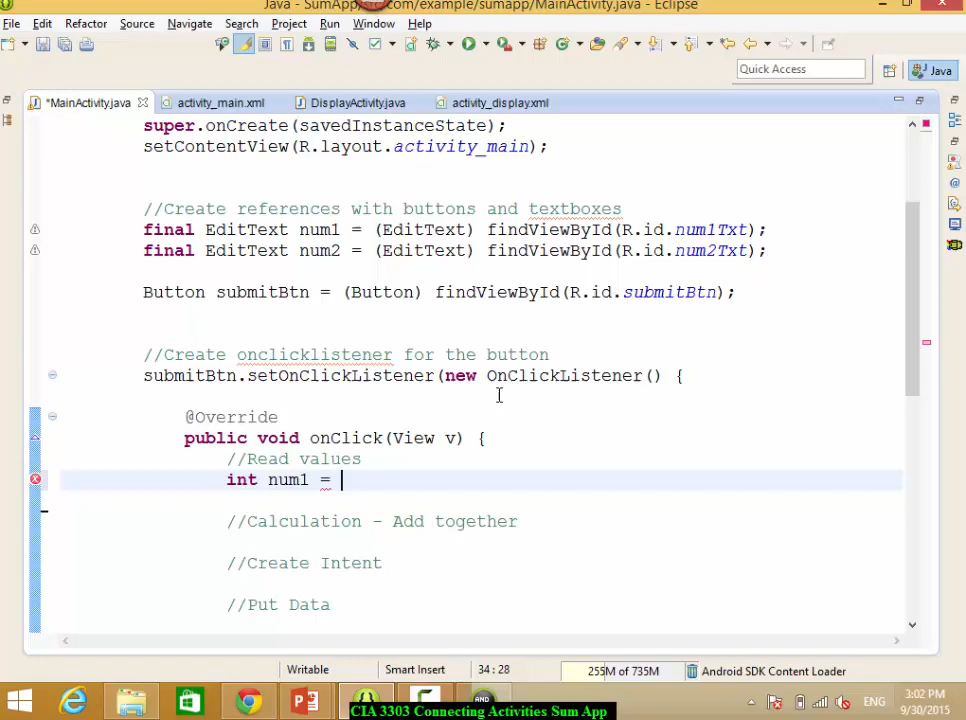 Java - SumApp/src/com/example/sumapp/MainActivity.java - Eclipse
File Edit Refactor Source Navigate Search Project Run Window Help
Quick Access
Java
*MainActivity.java activity_main.xml DisplayActivity.java activity_display.xml
super.onCreate(savedInstanceState);
setContentView(R.layout.activity_main);
//Create references with buttons and textboxes
final EditText num1 = (EditText) findViewById(R.id.num1Txt);
final EditText num2 = (EditText) findViewById(R.id.num2Txt);
Button submitBtn = (Button) findViewById(R.id.submitBtn);
//Create onclicklistener for the button
submitBtn.setOnClickListener(new OnClickListener() {
@Override
public void onClick(View v) {
//Read values
int num1 =
//Calculation - Add together
//Create Intent
//Put Data
Writable Smart Insert 34 : 28 255M of 735M Android SDK Content Loader
ENG
3:02 PM
9/30/2015
CIA 3303 Connecting Activities Sum App